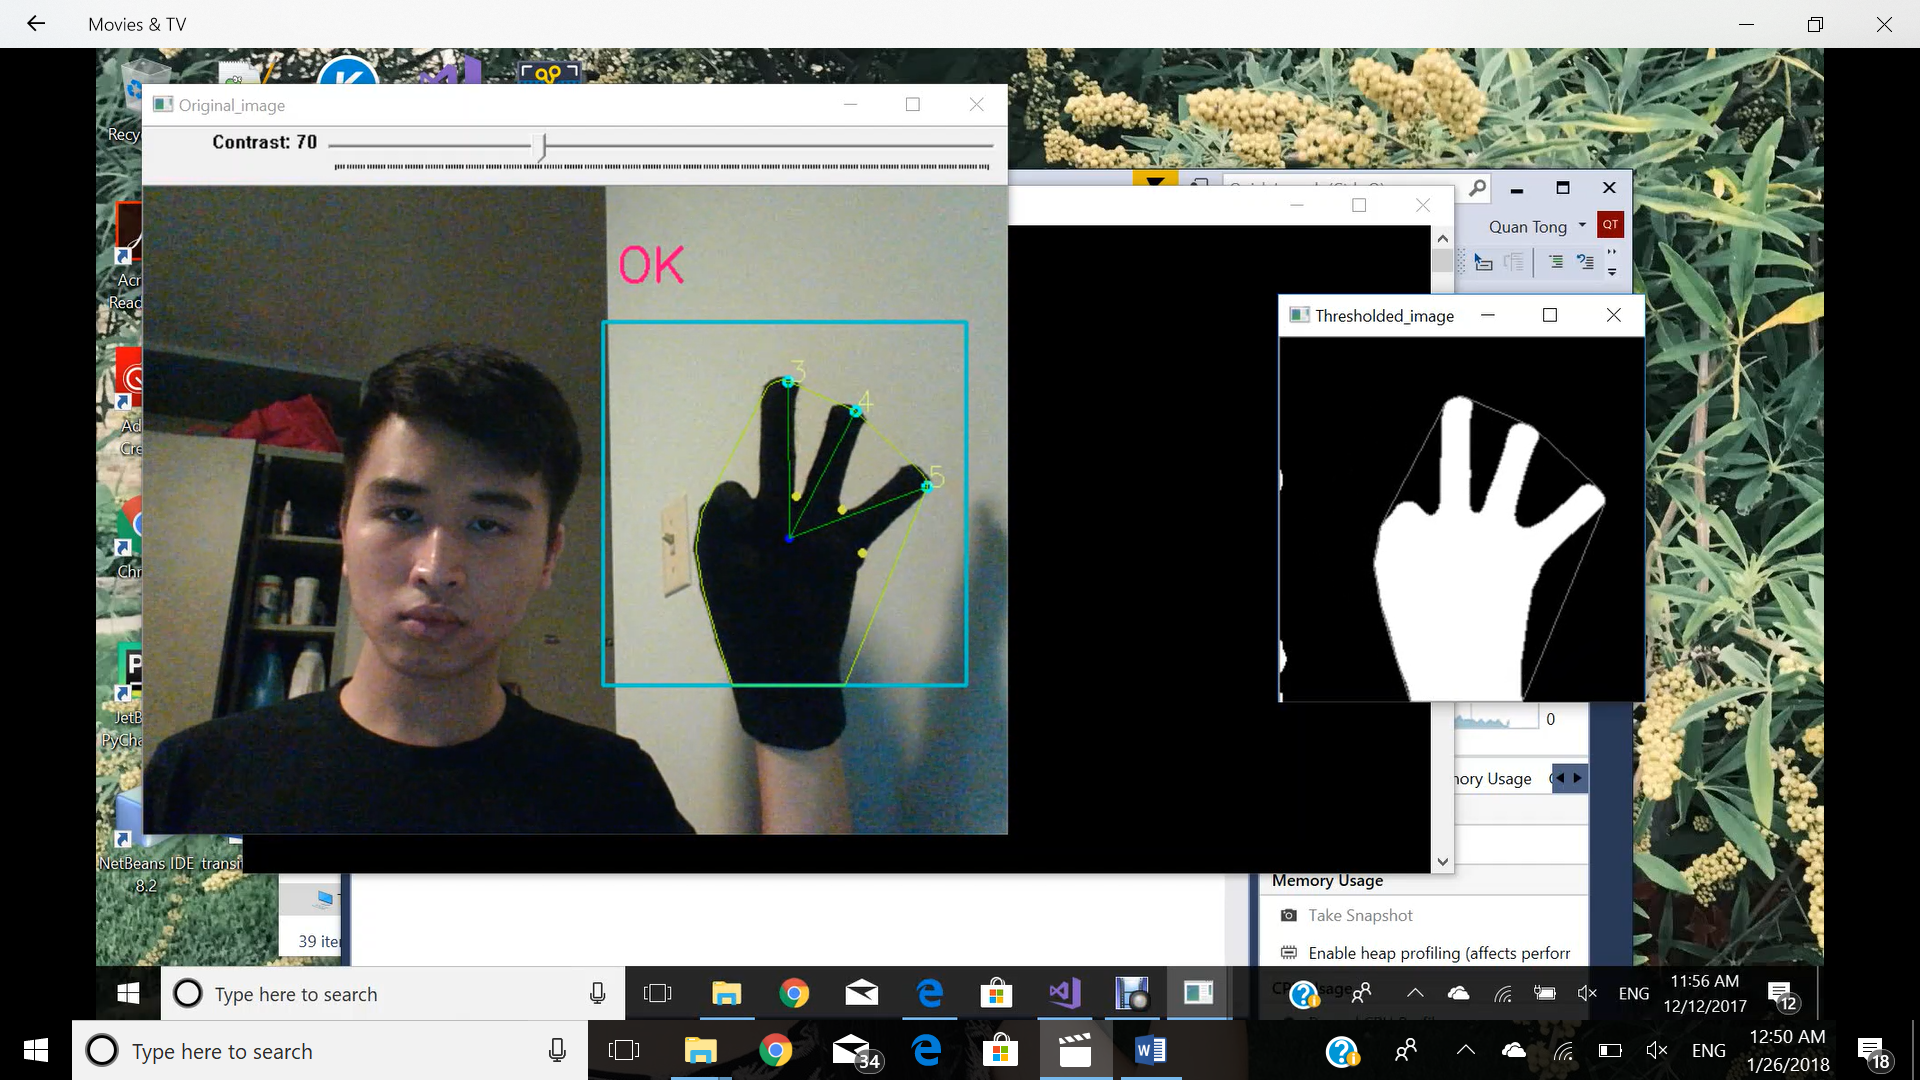 Movies & TV
Original_image
Contrast: 70
OK
3
4
5
Recy
Acr
Read
Ad
Cre
Chr
JetB
PyCha
NetBeans IDE
8.2
transi
Quan Tong
QT
Thresholded_image
0
nory Usage
Memory Usage
Take Snapshot
Enable heap profiling (affects perforr
39 ite
Type here to search
ENG
11:56 AM
12/12/2017
12
Type here to search
34
ENG
12:50 AM
1/26/2018
18